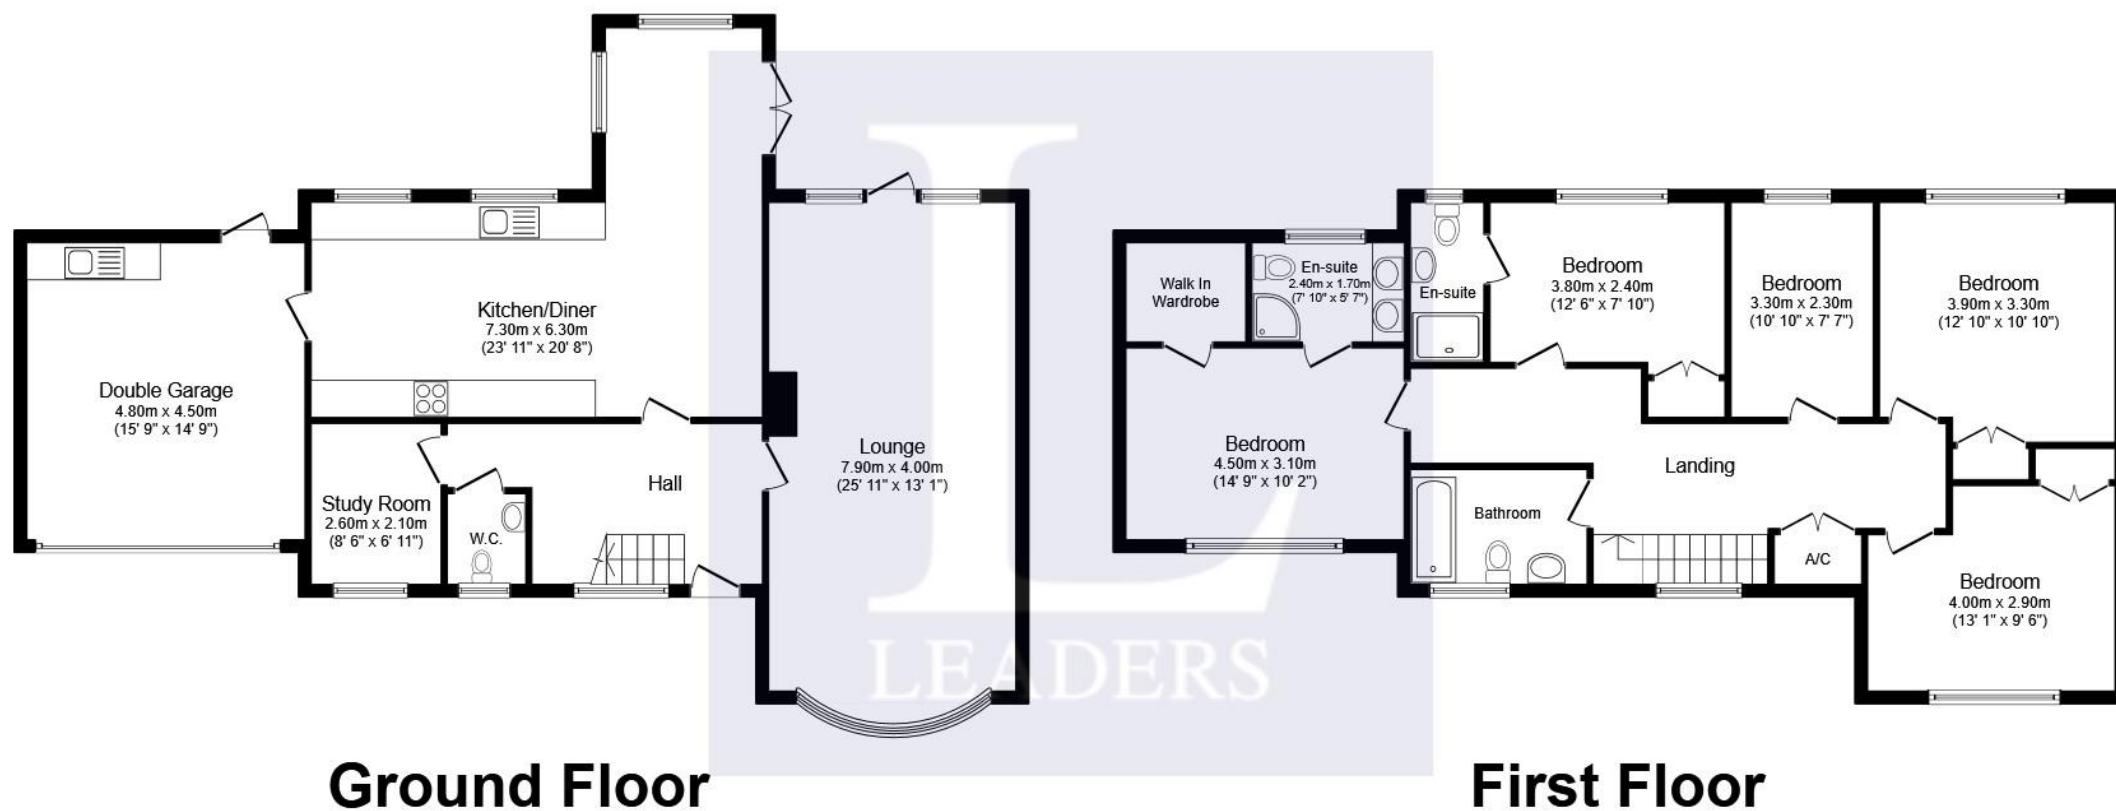 Kitchen/Diner
7.30m x 6.30m
(23' 11" x 20' 8")
Double Garage
4.80m x 4.50m
(15' 9" x 14' 9")
Lounge
7.90m x 4.00m
(25' 11" x 13' 1")
Hall
Study Room
2.60m x 2.10m
(8' 6" x 6' 11")
W.C.
Ground Floor
Walk In
Wardrobe
En-suite
2.40m x 1.70m
(7' 10" x 5' 7")
En-suite
Bedroom
3.80m x 2.40m
(12' 6" x 7' 10")
Bedroom
3.30m x 2.30m
(10' 10" x 7' 7")
Bedroom
3.90m x 3.30m
(12' 10" x 10' 10")
Bedroom
4.50m x 3.10m
(14' 9" x 10' 2")
Landing
Bathroom
A/C
Bedroom
4.00m x 2.90m
(13' 1" x 9' 6")
First Floor
L
LEADERS